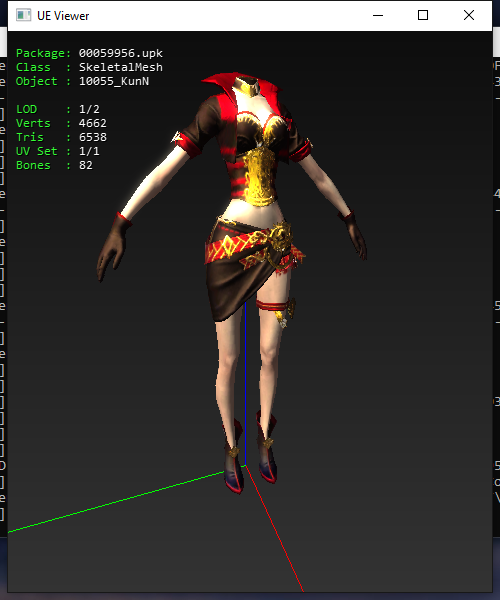 UE Viewer
Package: 00059956.upk
Class : SkeletalMesh
Object : 10055_KunN
LOD : 1/2
Verts : 4662
Tris : 6538
UV Set : 1/1
Bones : 82